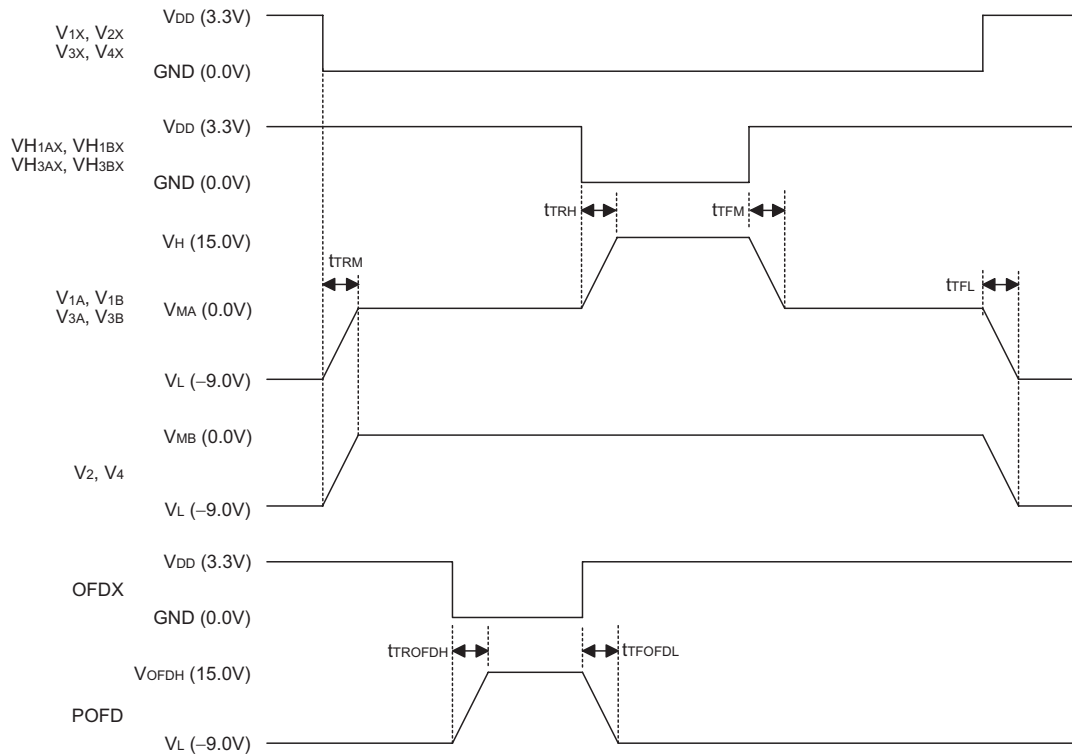 VDD (3.3V)
V1X, V2X
V3X, V4X
GND (0.0V)
VDD (3.3V)
VH1AX, VH1BX
VH3AX, VH3BX
GND (0.0V)
tTRH
tTFM
VH (15.0V)
tTRM
tTFL
V1A, V1B
V3A, V3B
VMA (0.0V)
VL (–9.0V)
VMB (0.0V)
V2, V4
VL (–9.0V)
VDD (3.3V)
OFDX
GND (0.0V)
tTROFDH
tTFOFDL
VOFDH (15.0V)
POFD
VL (–9.0V)